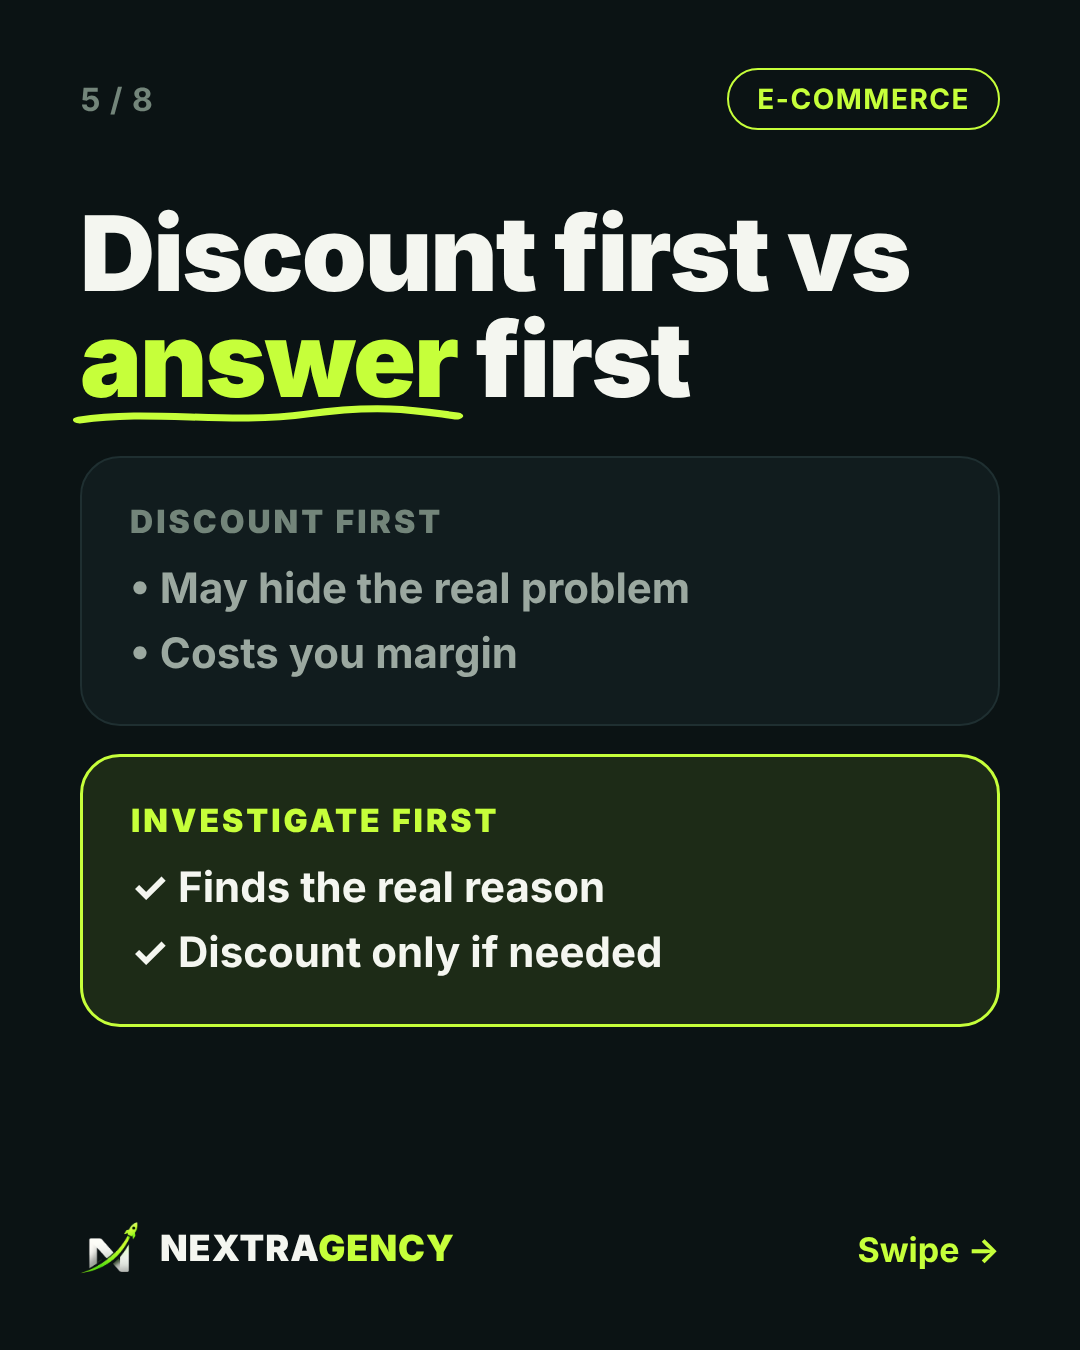 5 / 8
E-COMMERCE
Discount first vs
answer first
DISCOUNT FIRST
• May hide the real problem
• Costs you margin
INVESTIGATE FIRST
✓ Finds the real reason
✓ Discount only if needed
NEXTRAGENCY
Swipe →